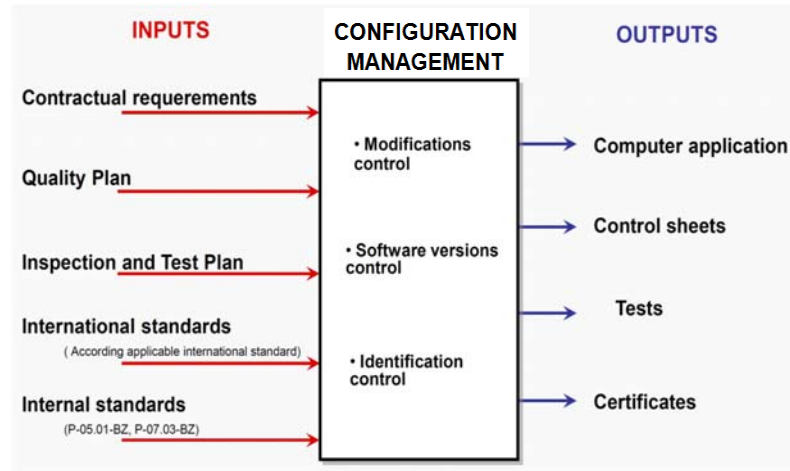 INPUTS
CONFIGURATION
MANAGEMENT
OUTPUTS
Contractual requerements
Quality Plan
Inspection and Test Plan
International standards
( According applicable international standard)
Internal standards
(P-05.01-BZ, P-07.03-BZ)
• Modifications
control
• Software versions
control
• Identification
control
Computer application
Control sheets
Tests
Certificates